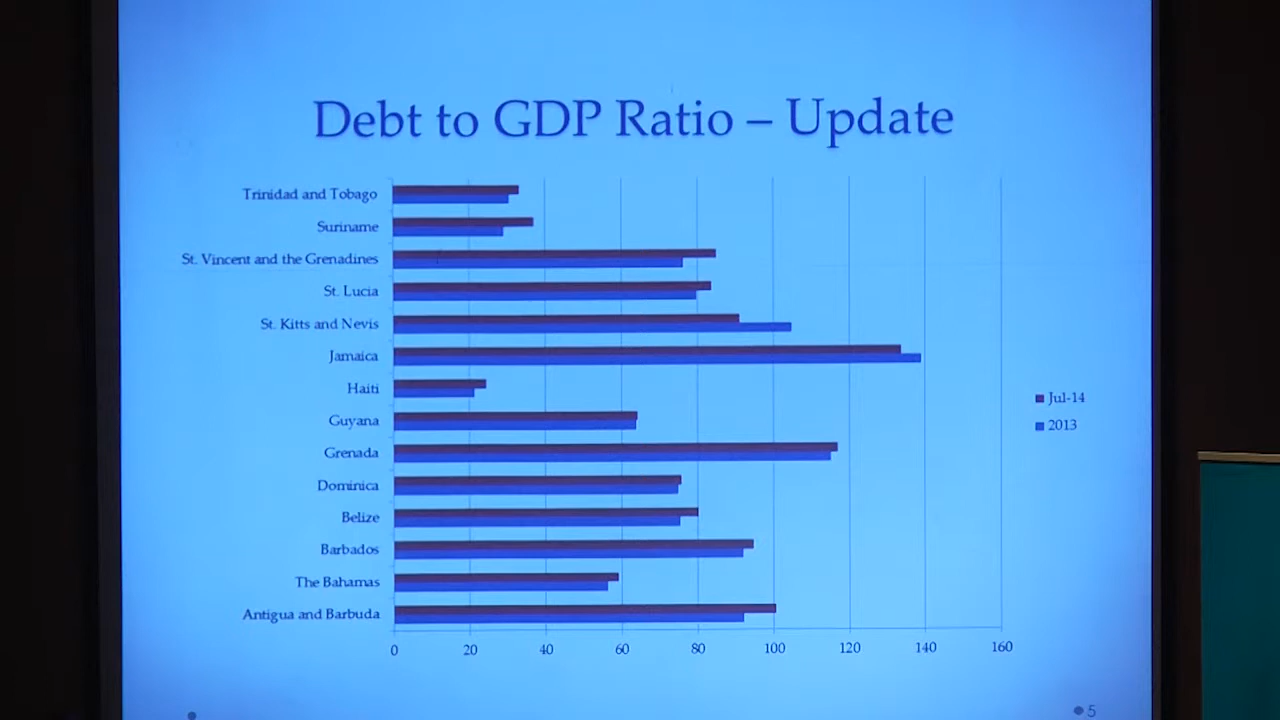 Debt to GDP Ratio – Update
Trinidad and Tobago
Suriname
St. Vincent and the Grenadines
St. Lucia
St. Kitts and Nevis
Jamaica
Haiti
Guyana
Grenada
Dominica
Belize
Barbados
The Bahamas
Antigua and Barbuda
0 20 40 60 80 100 120 140 160
Jul-14
2013
5